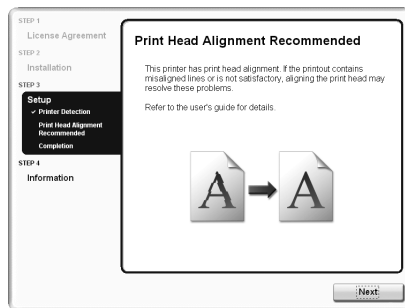 STEP 1
License Agreement
STEP 2
Installation
STEP 3
Setup
✓ Printer Detection
Print Head Alignment
Recommended
Completion
STEP 4
Information
Print Head Alignment Recommended
This printer has print head alignment. If the printout contains
misaligned lines or is not satisfactory, aligning the print head may
resolve these problems.
Refer to the user's guide for details.
A A
Next